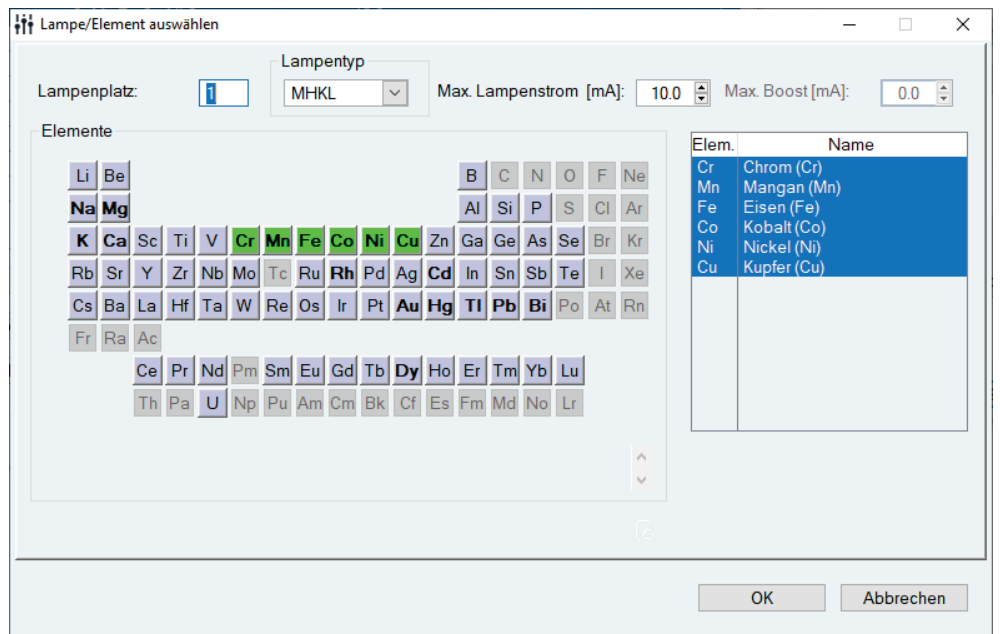 Lampe/Element auswählen
Lampentyp
Lampenplatz: 1 MHKL Max. Lampenstrom [mA]: 10.0 Max. Boost [mA]: 0.0
Elemente
Elem. Name
Cr Chrom (Cr)
Mn Mangan (Mn)
Fe Eisen (Fe)
Co Kobalt (Co)
Ni Nickel (Ni)
Cu Kupfer (Cu)
Li Be B C N O F Ne
Na Mg Al Si P S Cl Ar
K Ca Sc Ti V Cr Mn Fe Co Ni Cu Zn Ga Ge As Se Br Kr
Rb Sr Y Zr Nb Mo Tc Ru Rh Pd Ag Cd In Sn Sb Te I Xe
Cs Ba La Hf Ta W Re Os Ir Pt Au Hg Tl Pb Bi Po At Rn
Fr Ra Ac
Ce Pr Nd Pm Sm Eu Gd Tb Dy Ho Er Tm Yb Lu
Th Pa U Np Pu Am Cm Bk Cf Es Fm Md No Lr
OK Abbrechen